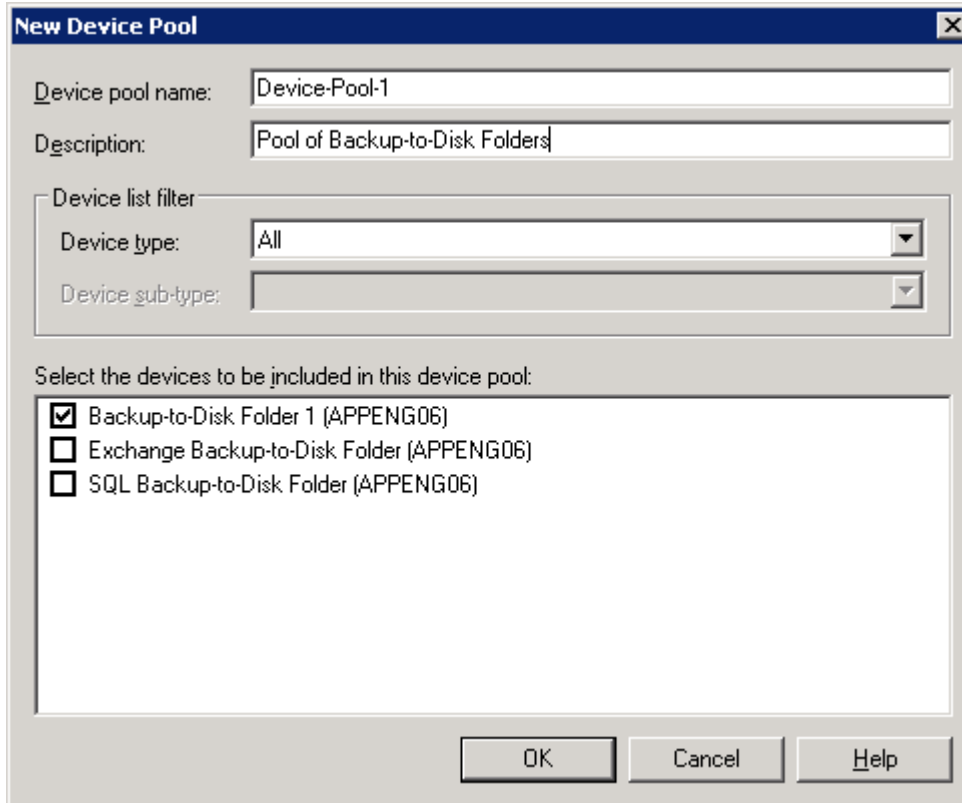 New Device Pool
Device pool name: Device-Pool-1
Description: Pool of Backup-to-Disk Folders
Device list filter
Device type: All
Device sub-type:
Select the devices to be included in this device pool:
Backup-to-Disk Folder 1 (APPENG06)
Exchange Backup-to-Disk Folder (APPENG06)
SQL Backup-to-Disk Folder (APPENG06)
OK Cancel Help